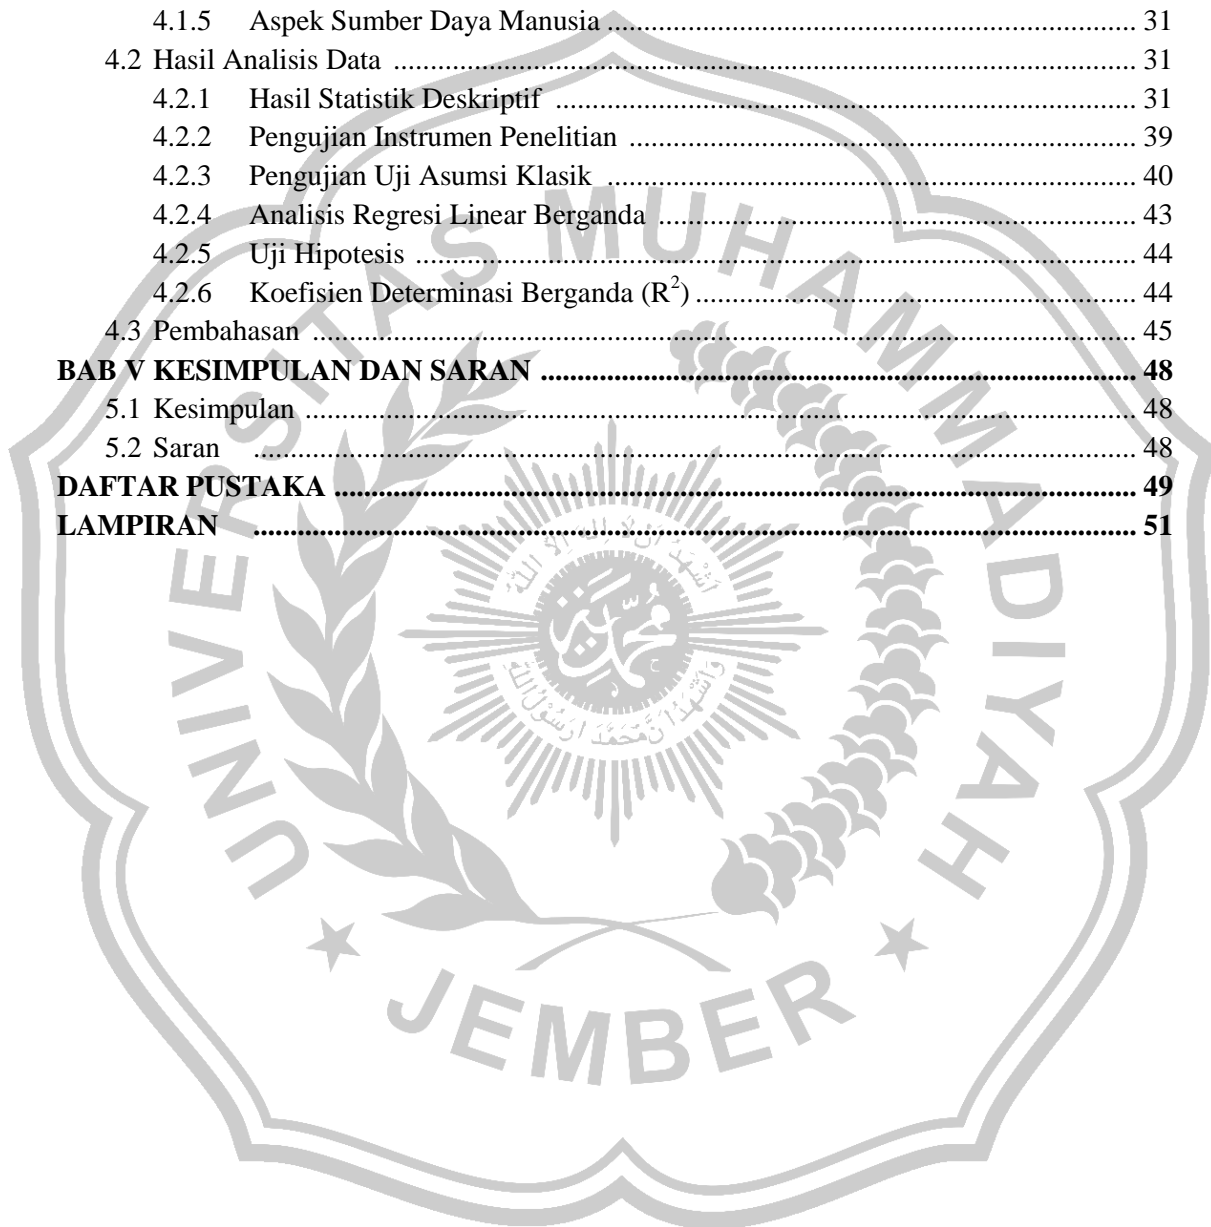 4.1.5 Aspek Sumber Daya Manusia ........................................ 31
4.2 Hasil Analisis Data ........................................ 31
4.2.1 Hasil Statistik Deskriptif ........................................ 31
4.2.2 Pengujian Instrumen Penelitian ........................................ 39
4.2.3 Pengujian Uji Asumsi Klasik ........................................ 40
4.2.4 Analisis Regresi Linear Berganda ........................................ 43
4.2.5 Uji Hipotesis ........................................ 44
4.2.6 Koefisien Determinasi Berganda (R²) ........................................ 44
4.3 Pembahasan ........................................ 45
BAB V KESIMPULAN DAN SARAN ........................................ 48
5.1 Kesimpulan ........................................ 48
5.2 Saran ........................................ 48
DAFTAR PUSTAKA ........................................ 49
LAMPIRAN ........................................ 51
UNIVERSITAS MUHAMMADIYAH
JEMBER